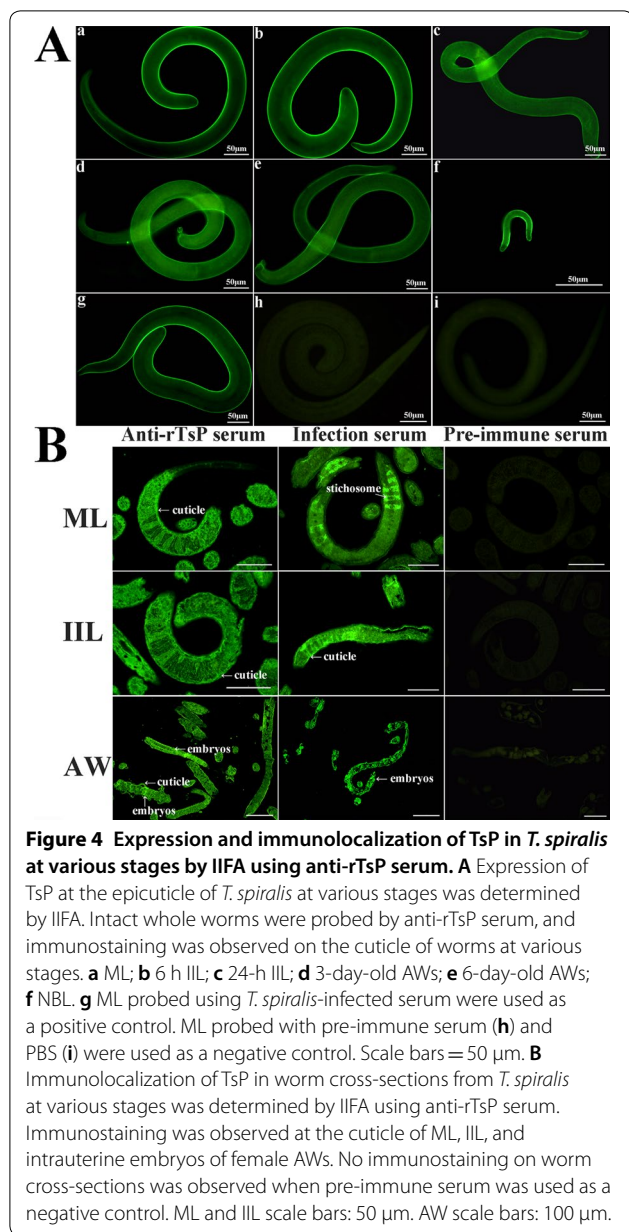 A
a b c
50μm 50μm 50μm
d e f
50μm 50μm 50μm
g h i
50μm 50μm 50μm
Anti-rTsP serum Infection serum Pre-immune serum
B
ML
cuticle
stichosome
IIL
cuticle
cuticle
AW
embryos
cuticle
embryos
embryos
Figure 4 Expression and immunolocalization of TsP in T. spiralis
at various stages by IIFA using anti-rTsP serum. A Expression of
TsP at the epicuticle of T. spiralis at various stages was determined
by IIFA. Intact whole worms were probed by anti-rTsP serum, and
immunostaining was observed on the cuticle of worms at various
stages. a ML; b 6 h IIL; c 24-h IIL; d 3-day-old AWs; e 6-day-old AWs;
f NBL. g ML probed using T. spiralis-infected serum were used as
a positive control. ML probed with pre-immune serum (h) and
PBS (i) were used as a negative control. Scale bars = 50 μm. B
Immunolocalization of TsP in worm cross-sections from T. spiralis
at various stages was determined by IIFA using anti-rTsP serum.
Immunostaining was observed at the cuticle of ML, IIL, and
intrauterine embryos of female AWs. No immunostaining on worm
cross-sections was observed when pre-immune serum was used as a
negative control. ML and IIL scale bars: 50 μm. AW scale bars: 100 μm.